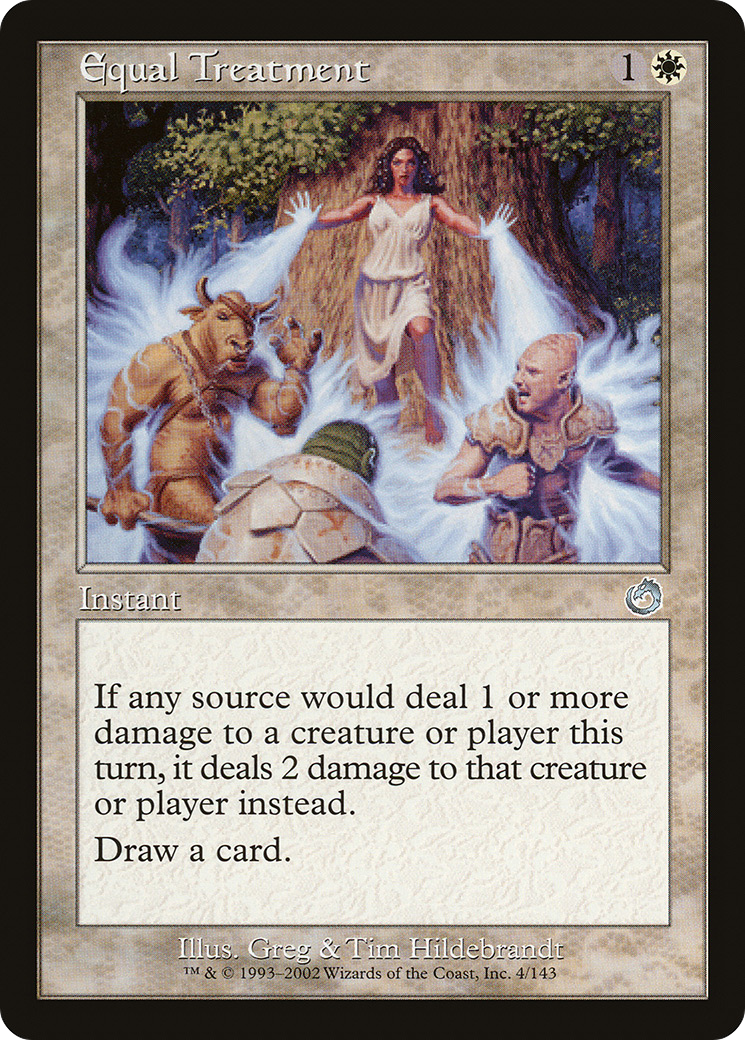 Equal Treatment 1
Instant
If any source would deal 1 or more
damage to a creature or player this
turn, it deals 2 damage to that creature
or player instead.
Draw a card.
Illus. Greg & Tim Hildebrandt
™ & © 1993–2002 Wizards of the Coast, Inc. 4/143